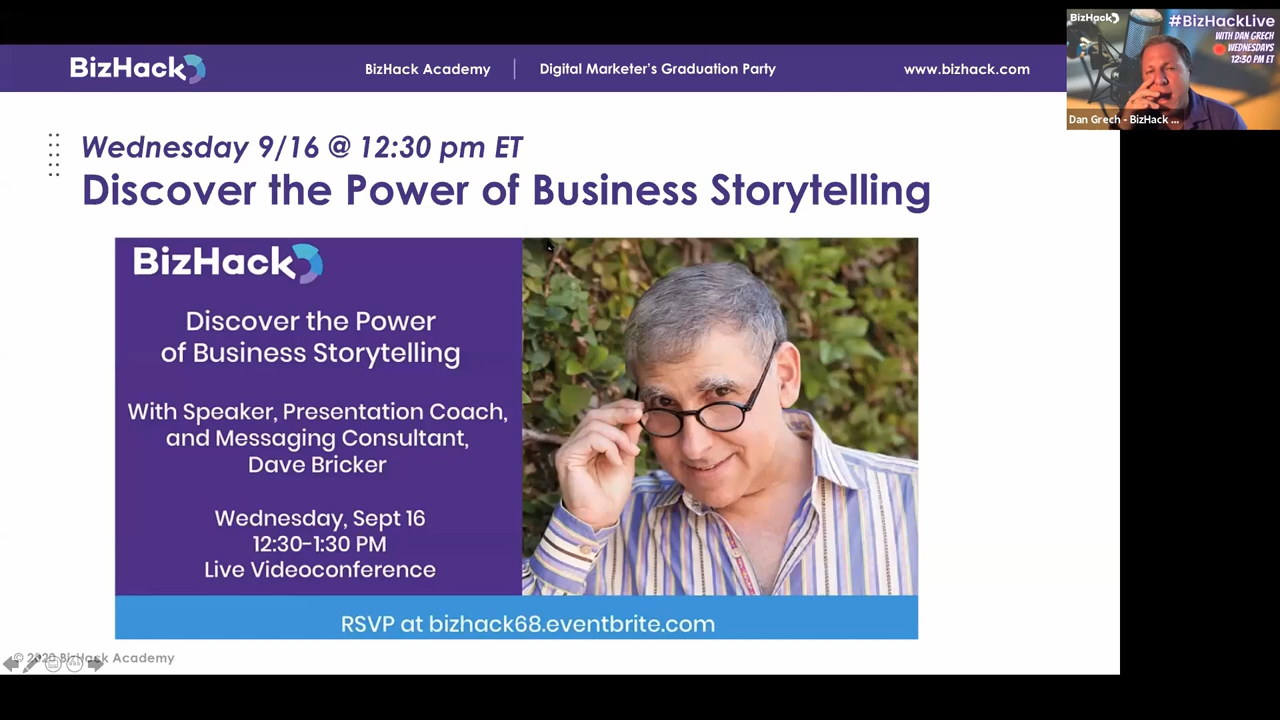 BizHack
BizHack Academy | Digital Marketer's Graduation Party
www.bizhack.com
Wednesday 9/16 @ 12:30 pm ET
Discover the Power of Business Storytelling
BizHack
Discover the Power
of Business Storytelling
With Speaker, Presentation Coach,
and Messaging Consultant,
Dave Bricker
Wednesday, Sept 16
12:30-1:30 PM
Live Videoconference
RSVP at bizhack68.eventbrite.com
© 2020 BizHack Academy
BizHack
#BizHackLive
WITH DAN GRECH
WEDNESDAYS
12:30 PM ET
Dan Grech - BizHack ...